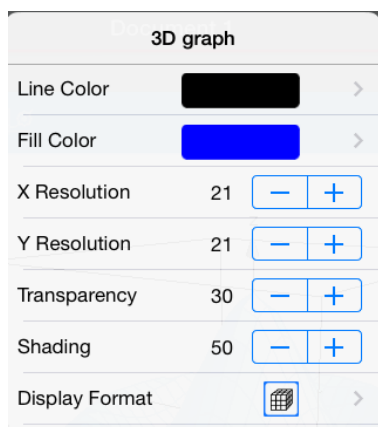 3D graph
Line Color
Fill Color
X Resolution 21 − +
Y Resolution 21 − +
Transparency 30 − +
Shading 50 − +
Display Format